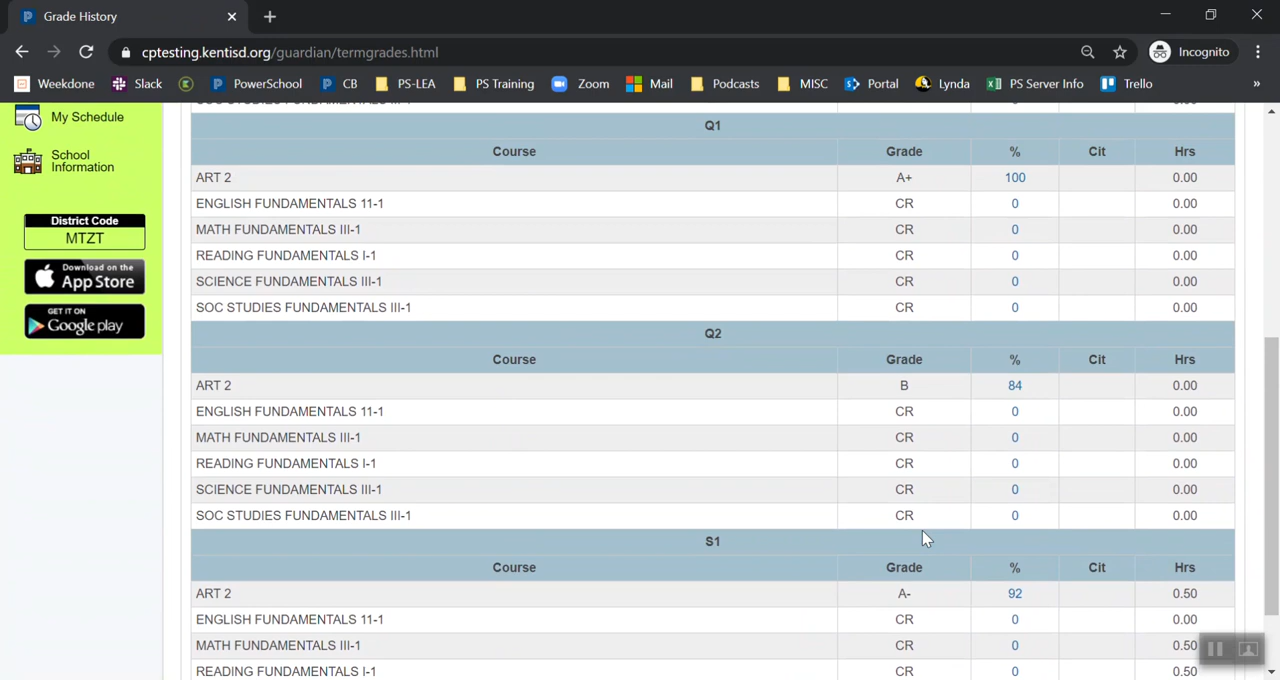 Grade History
cptesting.kentisd.org/guardian/termgrades.html
Incognito
Weekdone Slack PowerSchool CB PS-LEA PS Training Zoom Mail Podcasts MISC Portal Lynda PS Server Info Trello »
My Schedule
School
Information
District Code
MTZT
Download on the
App Store
GET IT ON
Google play
Q1
Course Grade % Cit Hrs
ART 2 A+ 100 0.00
ENGLISH FUNDAMENTALS 11-1 CR 0 0.00
MATH FUNDAMENTALS III-1 CR 0 0.00
READING FUNDAMENTALS I-1 CR 0 0.00
SCIENCE FUNDAMENTALS III-1 CR 0 0.00
SOC STUDIES FUNDAMENTALS III-1 CR 0 0.00
Q2
Course Grade % Cit Hrs
ART 2 B 84 0.00
ENGLISH FUNDAMENTALS 11-1 CR 0 0.00
MATH FUNDAMENTALS III-1 CR 0 0.00
READING FUNDAMENTALS I-1 CR 0 0.00
SCIENCE FUNDAMENTALS III-1 CR 0 0.00
SOC STUDIES FUNDAMENTALS III-1 CR 0 0.00
S1
Course Grade % Cit Hrs
ART 2 A- 92 0.50
ENGLISH FUNDAMENTALS 11-1 CR 0 0.00
MATH FUNDAMENTALS III-1 CR 0 0.50
READING FUNDAMENTALS I-1 CR 0 0.50